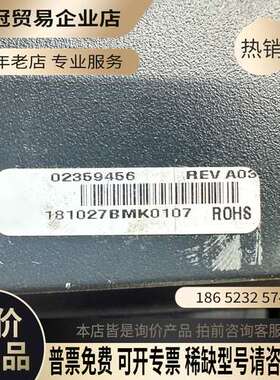 冠贸易企业店
年老店 专业服务
热销
02359456 REV A03
181027BMK0107 ROHS
价
品
186 5232 574
本店皆是询价产品 拍前咨询客服
票票免费 可开专票 稀缺型号请咨